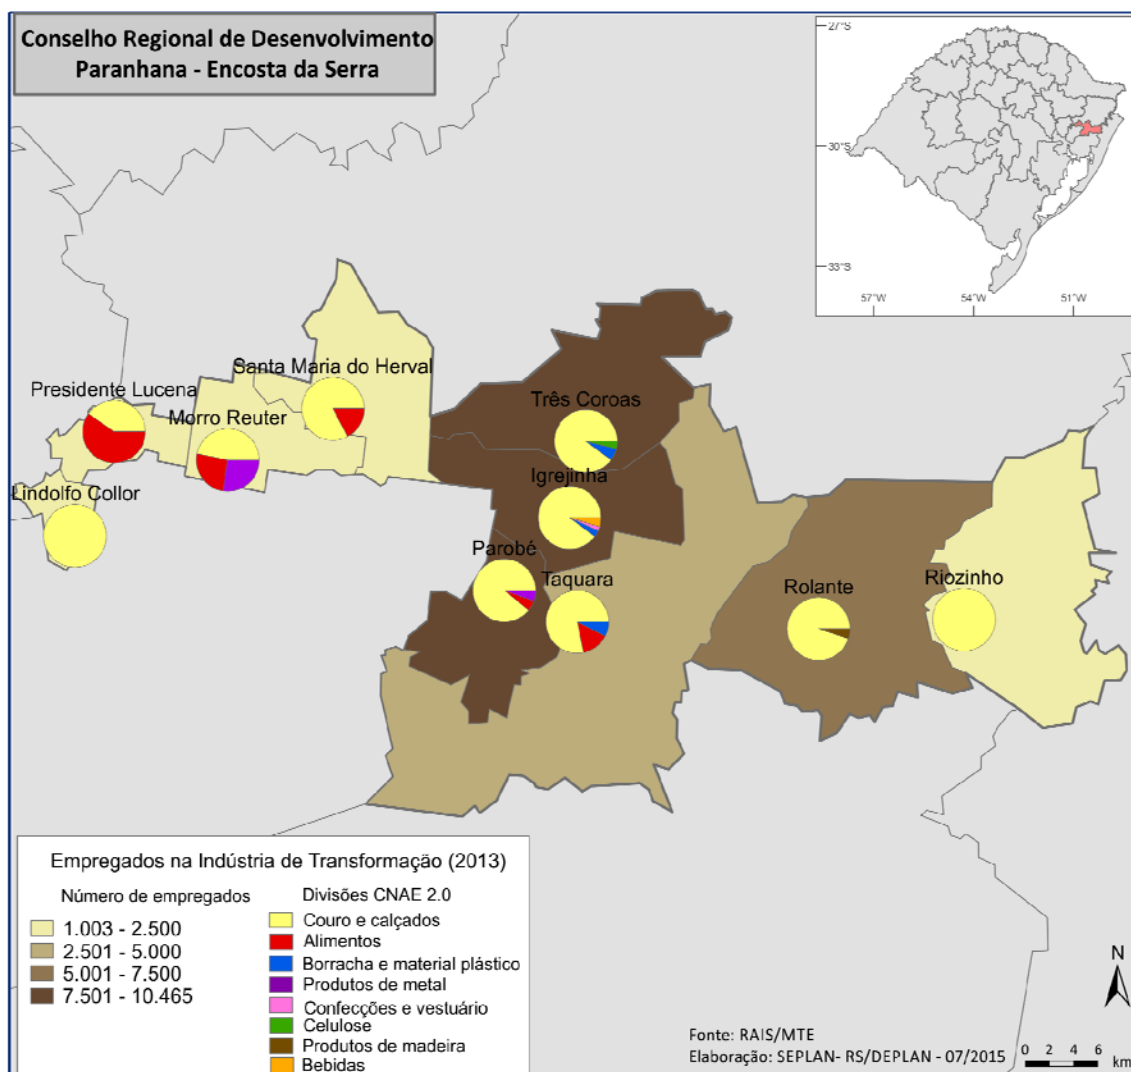 Conselho Regional de Desenvolvimento
Paranhana - Encosta da Serra
27°S
30°S
33°S
57°W
54°W
51°W
Santa Maria do Herval
Presidente Lucena
Morro Reuter
Lindolfo Collor
Três Coroas
Igrejinha
Parobé
Taquara
Rolante
Riozinho
Empregados na Indústria de Transformação (2013)
Número de empregados
1.003 - 2.500
2.501 - 5.000
5.001 - 7.500
7.501 - 10.465
Divisões CNAE 2.0
Couro e calçados
Alimentos
Borracha e material plástico
Produtos de metal
Confecções e vestuário
Celulose
Produtos de madeira
Bebidas
Fonte: RAIS/MTE
Elaboração: SEPLAN- RS/DEPLAN - 07/2015
N
0 2 4 6
km